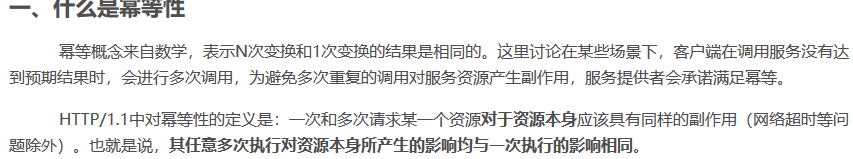 一、什么是幂等性
幂等概念来自数学，表示N次变换和1次变换的结果是相同的。这里讨论在某些场景下，客户端在调用服务没有达
到预期结果时，会进行多次调用，为避免多次重复的调用对服务资源产生副作用，服务提供者会承诺满足幂等。
HTTP/1.1中对幂等性的定义是：一次和多次请求某一个资源对于资源本身应该具有同样的副作用（网络超时等问
题除外）。也就是说，其任意多次执行对资源本身所产生的影响均与一次执行的影响相同。